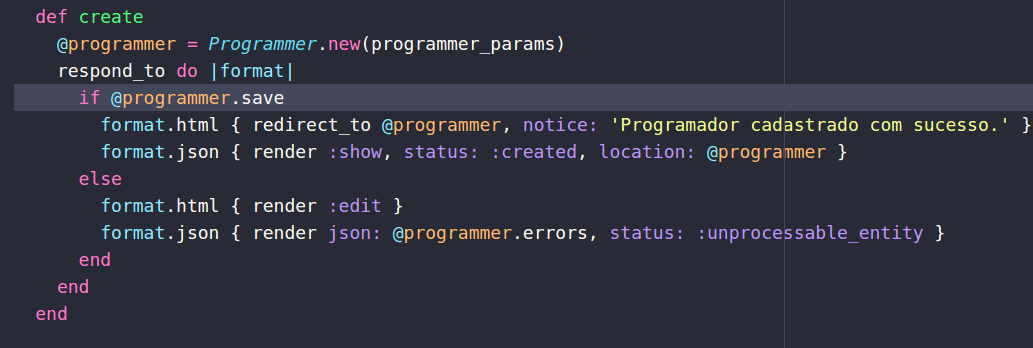 def create
@programmer = Programmer.new(programmer_params)
respond_to do |format|
if @programmer.save
format.html { redirect_to @programmer, notice: 'Programador cadastrado com sucesso.' }
format.json { render :show, status: :created, location: @programmer }
else
format.html { render :edit }
format.json { render json: @programmer.errors, status: :unprocessable_entity }
end
end
end